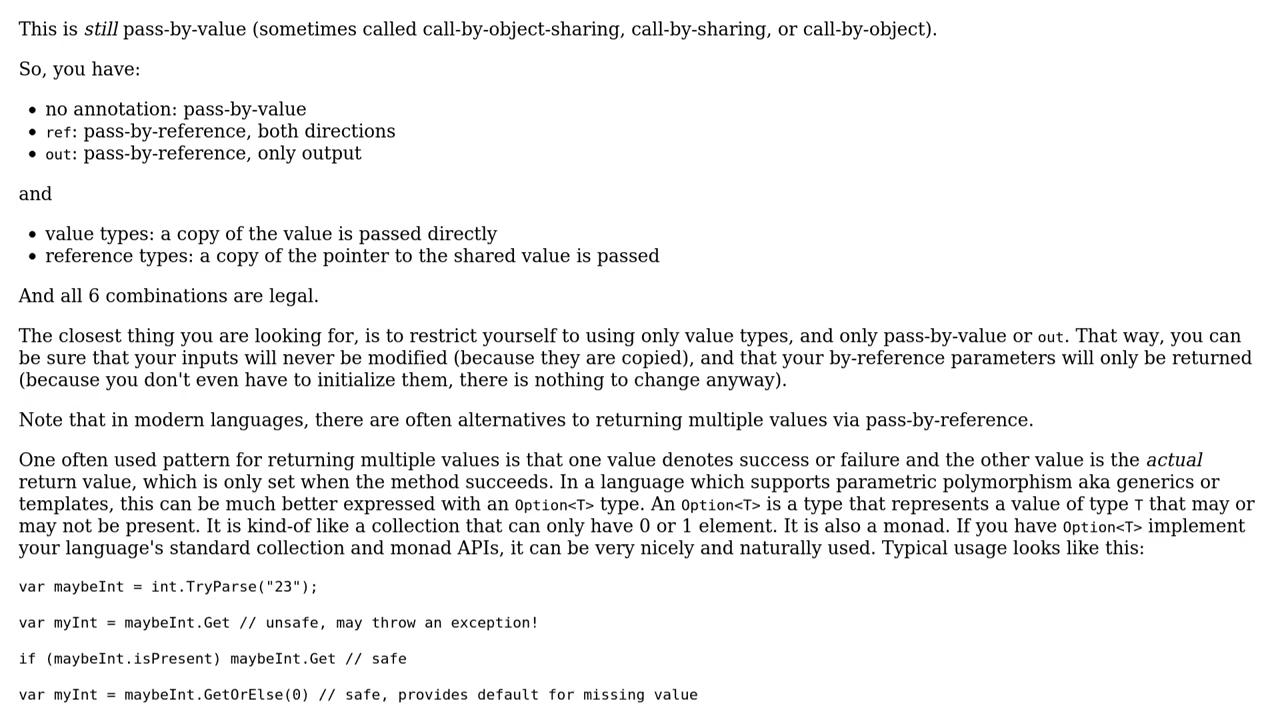 This is still pass-by-value (sometimes called call-by-object-sharing, call-by-sharing, or call-by-object).
So, you have:
• no annotation: pass-by-value
• ref: pass-by-reference, both directions
• out: pass-by-reference, only output
and
• value types: a copy of the value is passed directly
• reference types: a copy of the pointer to the shared value is passed
And all 6 combinations are legal.
The closest thing you are looking for, is to restrict yourself to using only value types, and only pass-by-value or out. That way, you can
be sure that your inputs will never be modified (because they are copied), and that your by-reference parameters will only be returned
(because you don't even have to initialize them, there is nothing to change anyway).
Note that in modern languages, there are often alternatives to returning multiple values via pass-by-reference.
One often used pattern for returning multiple values is that one value denotes success or failure and the other value is the actual
return value, which is only set when the method succeeds. In a language which supports parametric polymorphism aka generics or
templates, this can be much better expressed with an Option<T> type. An Option<T> is a type that represents a value of type T that may or
may not be present. It is kind-of like a collection that can only have 0 or 1 element. It is also a monad. If you have Option<T> implement
your language's standard collection and monad APIs, it can be very nicely and naturally used. Typical usage looks like this:
var maybeInt = int.TryParse("23");
var myInt = maybeInt.Get // unsafe, may throw an exception!
if (maybeInt.isPresent) maybeInt.Get // safe
var myInt = maybeInt.GetOrElse(0) // safe, provides default for missing value